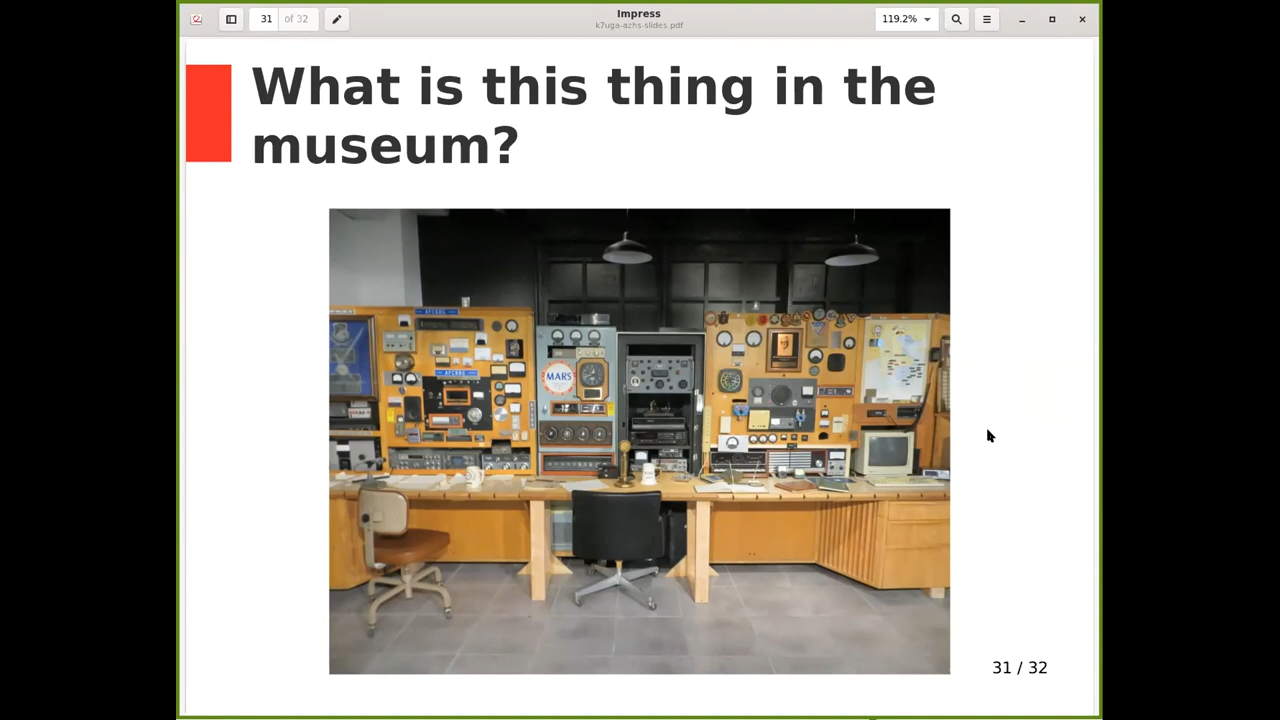 Impress
k7uga-azhs-slides.pdf
31 of 32
119.2%
What is this thing in the
museum?
MARS
31 / 32